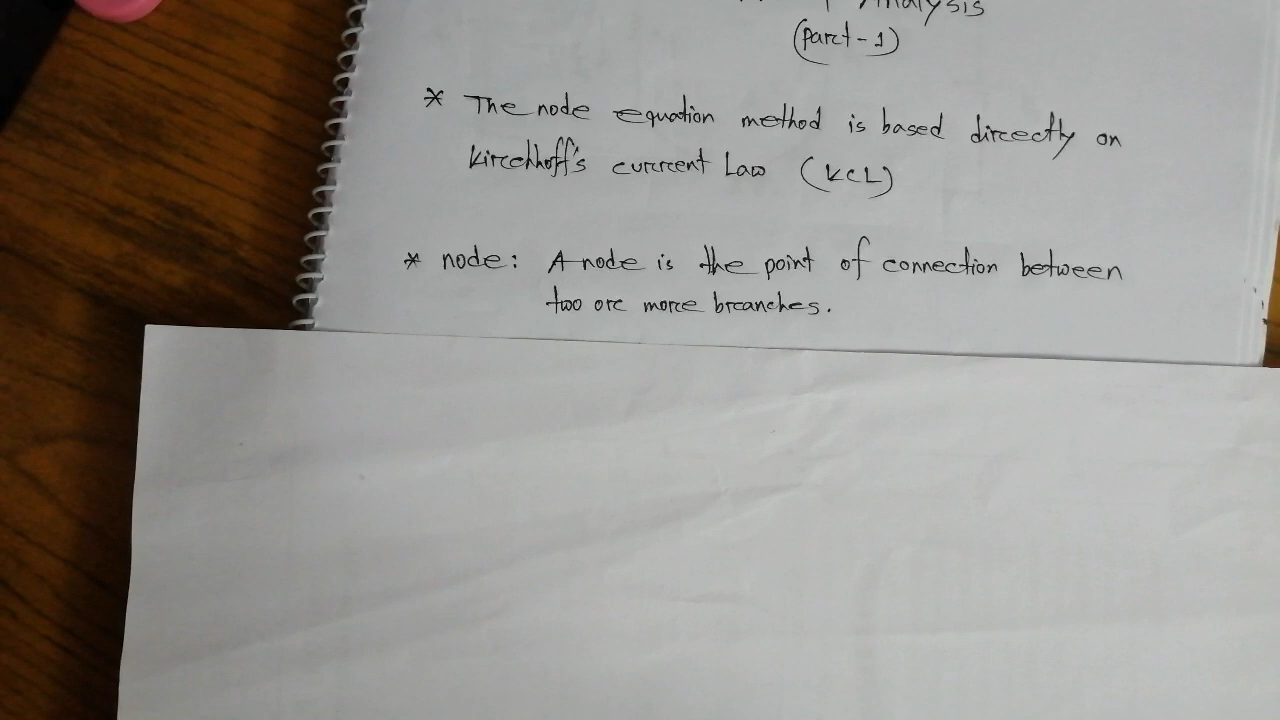 Analysis
(part-1)
* The node equation method is based directly on
Kirchhoff's current Law (KCL)
* node: A node is the point of connection between
two or more branches.